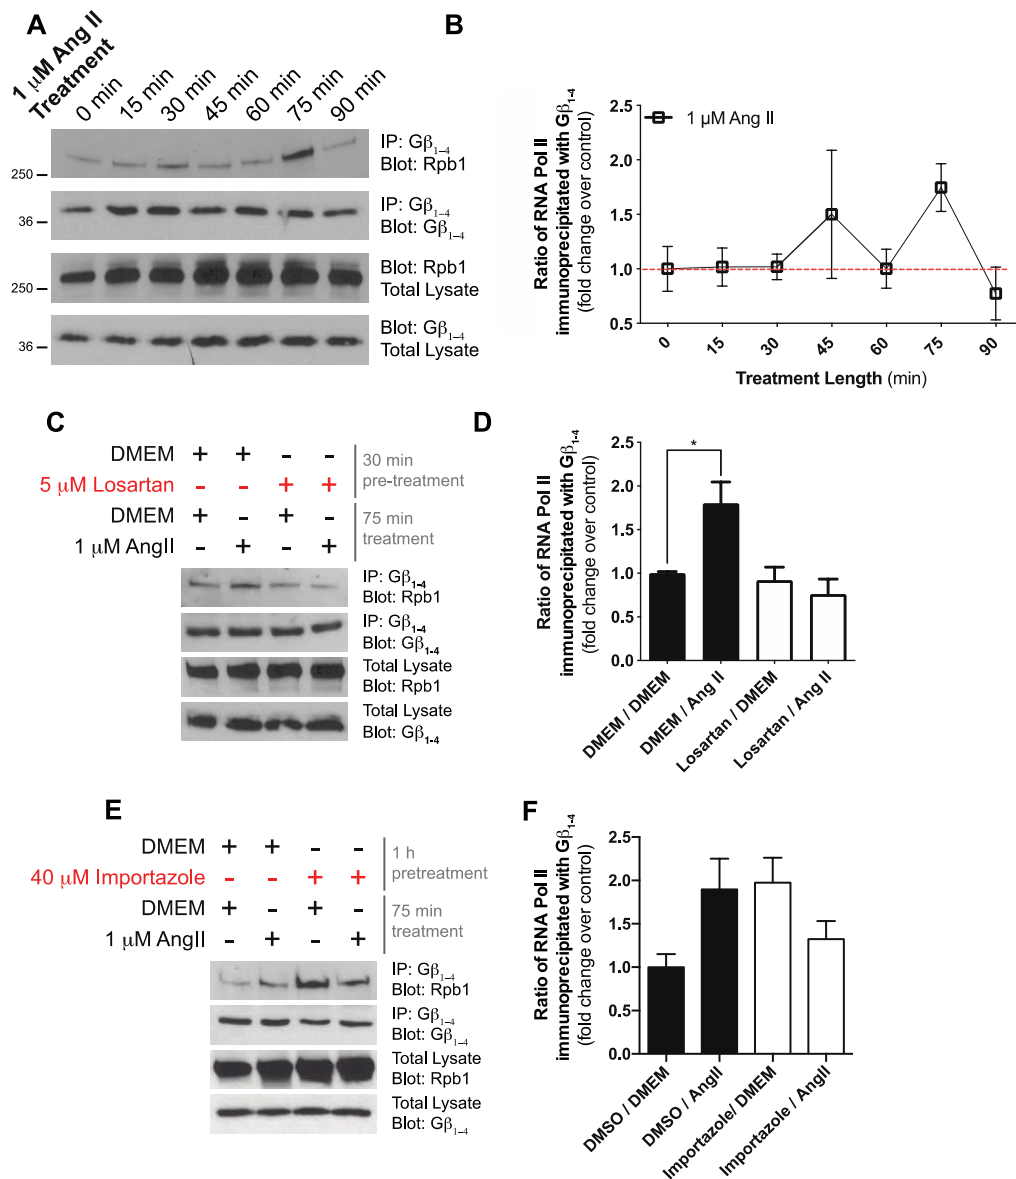 A
1 μM Ang II
Treatment
0 min
15 min
30 min
45 min
60 min
75 min
90 min
250
IP: Gβ1–4
Blot: Rpb1
36
IP: Gβ1–4
Blot: Gβ1–4
250
Blot: Rpb1
Total Lysate
36
Blot: Gβ1–4
Total Lysate
B
Ratio of RNA Pol II
immunoprecipitated with Gβ1-4
(fold change over control)
2.5
2.0
1.5
1.0
0.5
1 μM Ang II
0
15
30
45
60
75
90
Treatment Length (min)
C
DMEM + + - -
5 μM Losartan - - + +
30 min
pre-treatment
DMEM + - + -
1 μM AngII - + - +
75 min
treatment
IP: Gβ1-4
Blot: Rpb1
IP: Gβ1-4
Blot: Gβ1-4
Total Lysate
Blot: Rpb1
Total Lysate
Blot: Gβ1-4
D
Ratio of RNA Pol II
immunoprecipitated with Gβ1-4
(fold change over control)
2.5
2.0
1.5
1.0
0.5
0.0
*
DMEM / DMEM
DMEM / Ang II
Losartan / DMEM
Losartan / Ang II
E
DMEM + + - -
40 μM Importazole - - + +
1 h
pretreatment
DMEM + - + -
1 μM AngII - + - +
75 min
treatment
IP: Gβ1–4
Blot: Rpb1
IP: Gβ1–4
Blot: Gβ1–4
Total Lysate
Blot: Rpb1
Total Lysate
Blot: Gβ1–4
F
Ratio of RNA Pol II
immunoprecipitated with Gβ1-4
(fold change over control)
2.5
2.0
1.5
1.0
0.5
0.0
DMSO / DMEM
DMSO / AngII
Importazole/ DMEM
Importazole / AngII